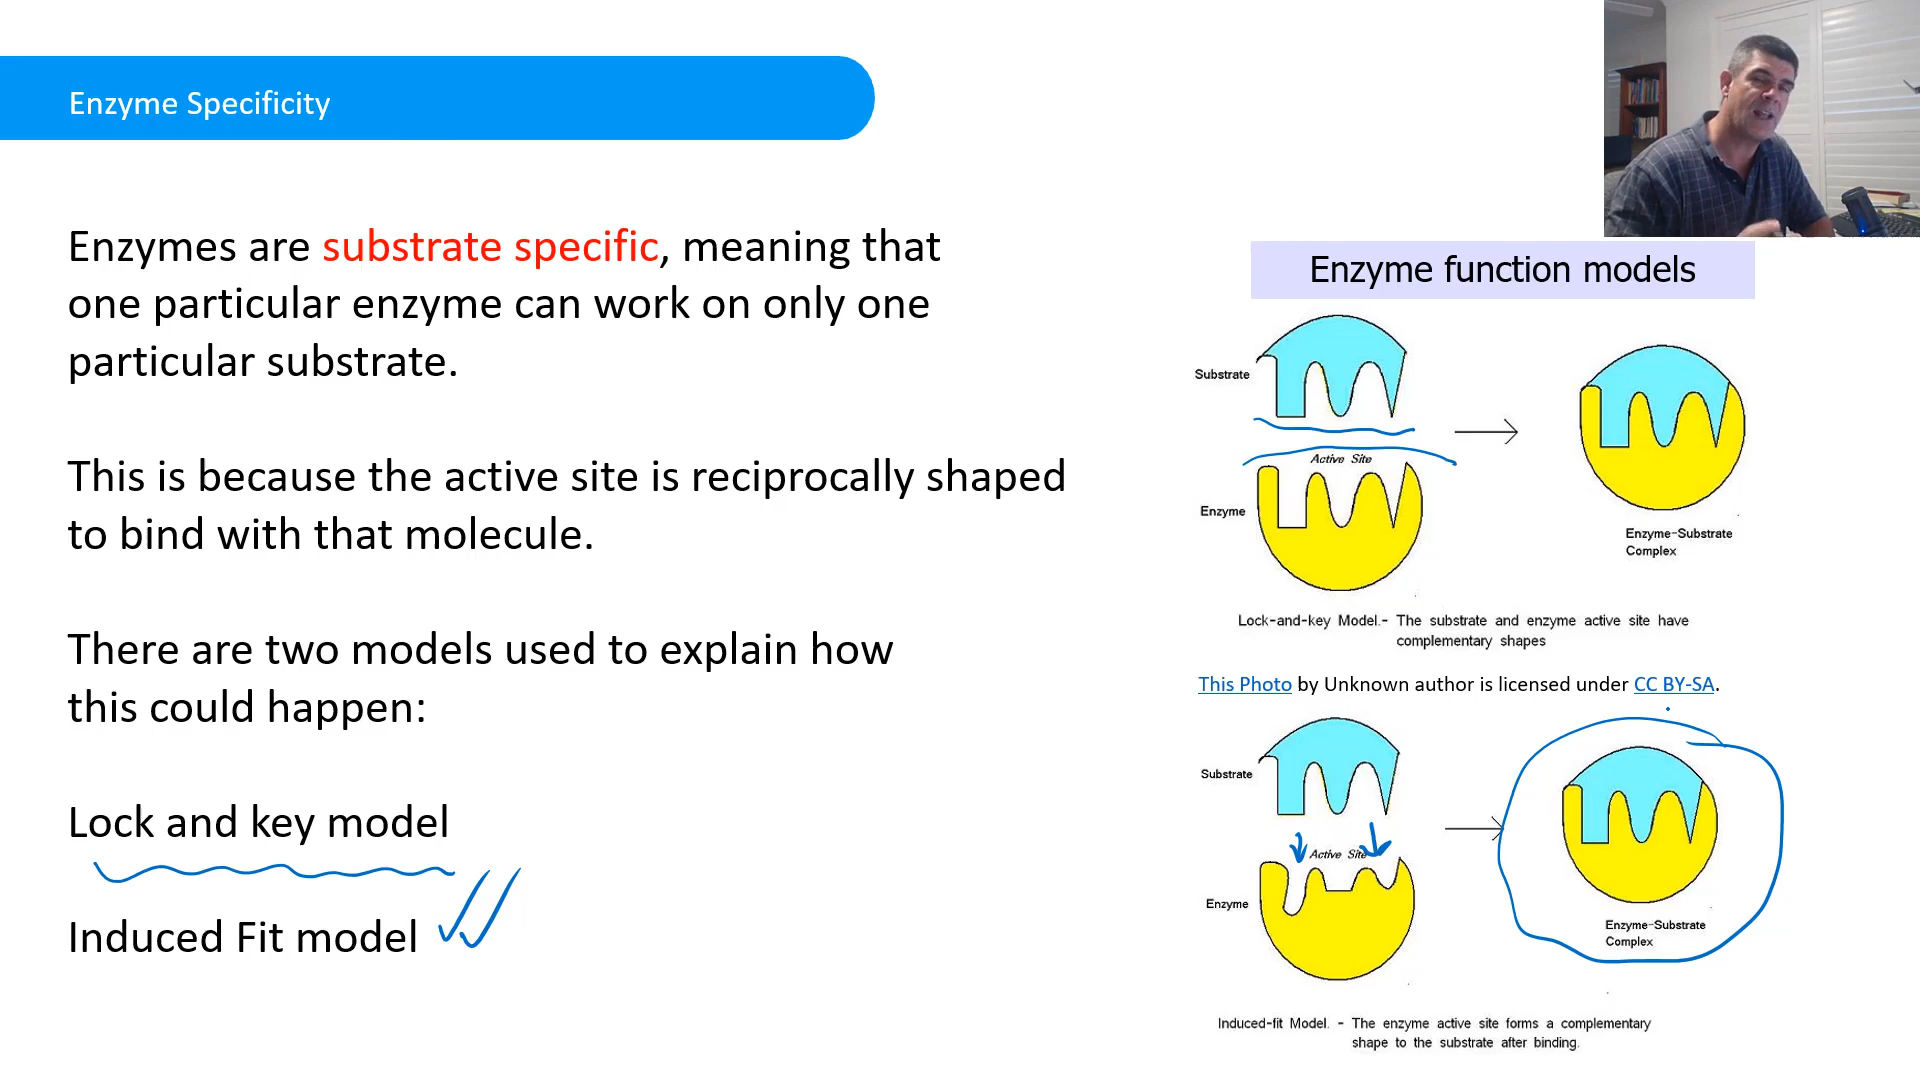 Enzyme Specificity
Enzymes are substrate specific, meaning that
one particular enzyme can work on only one
particular substrate.
This is because the active site is reciprocally shaped
to bind with that molecule.
There are two models used to explain how
this could happen:
Lock and key model
Induced Fit model
Enzyme function models
Substrate
Active Site
Enzyme
Enzyme-Substrate
Complex
Lock-and-key Model.- The substrate and enzyme active site have
complementary shapes
This Photo by Unknown author is licensed under CC BY-SA.
Substrate
Active Site
Enzyme
Enzyme-Substrate
Complex
Induced-fit Model. - The enzyme active site forms a complementary
shape to the substrate after binding.